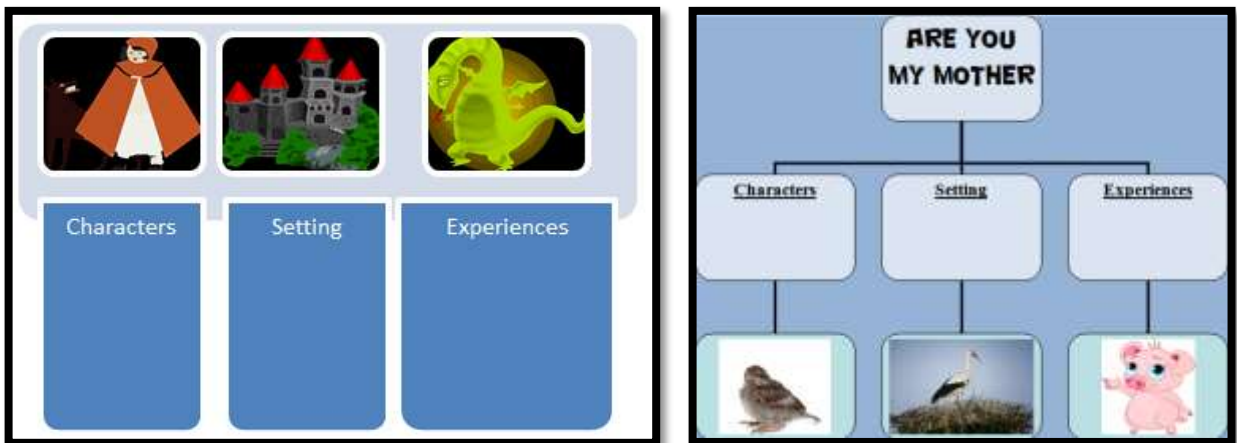 Characters
Setting
Experiences
ARE YOU
MY MOTHER
Characters
Setting
Experiences